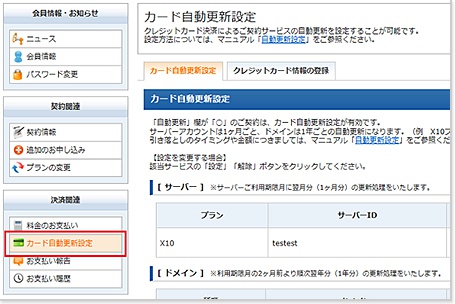 会員情報・お知らせ
ニュース
会員情報
パスワード変更
契約関連
契約情報
追加のお申し込み
プランの変更
決済関連
料金のお支払い
カード自動更新設定
お支払い報告
お支払い履歴
カード自動更新設定
クレジットカード決済によるご契約サービスの自動更新を設定することが可能です。
設定方法については、マニュアル「自動更新設定」をご参照ください。
カード自動更新設定
クレジットカード情報の登録
カード自動更新設定
「自動更新」欄が「○」のご契約は、カード自動更新設定が有効です。
サーバーアカウントは1ヶ月ごと、ドメインは1年ごとの自動更新になります。（例 X10プ
引き落としのタイミングや金額につきましては、マニュアル「自動更新設定」をご参照くだ
【設定を変更する場合】
該当サービスの「設定」「解除」ボタンをクリックしてください。
[ サーバー ] ※サーバーご利用期限月に翌月分（1ヶ月分）の更新処理をいたします。
プラン
サーバーID
X10
testest
[ ドメイン ] ※利用期限月の2ヶ月前より順次翌年分（1年分）の更新処理をいたします。